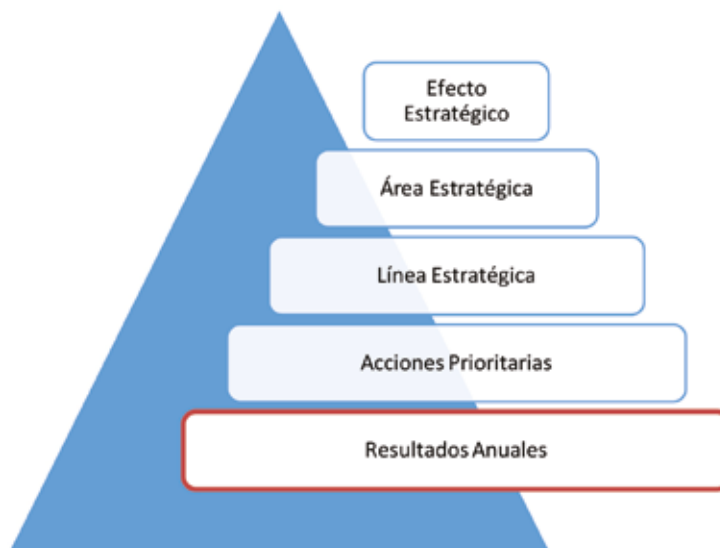 Efecto
Estratégico
Área Estratégica
Línea Estratégica
Acciones Prioritarias
Resultados Anuales